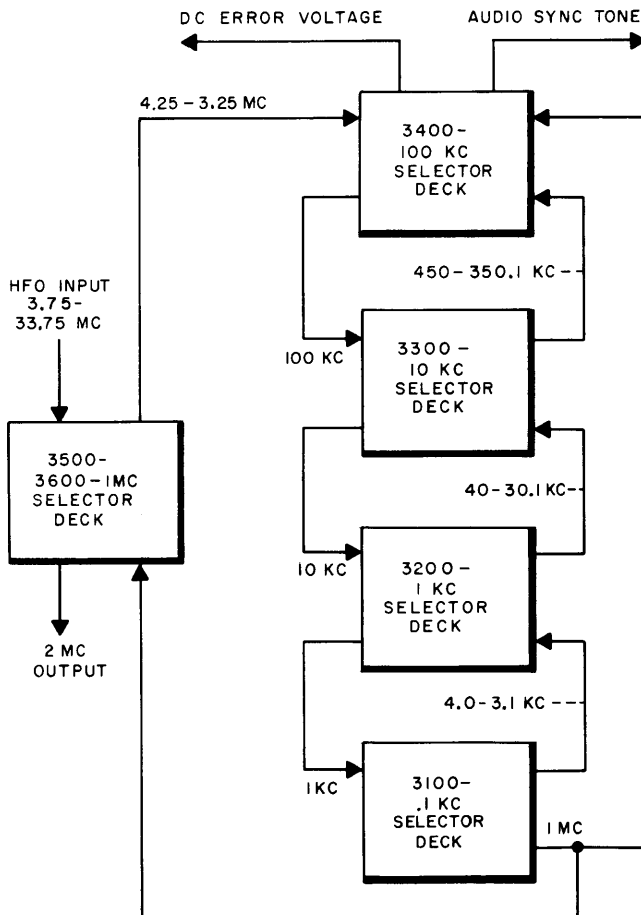 DC ERROR VOLTAGE
AUDIO SYNC TONE
4.25-3.25 MC
3400-
100 KC
SELECTOR
DECK
450-350.1 KC
HFO INPUT
3.75-
33.75 MC
100 KC
3300-
10 KC
SELECTOR
DECK
3500-
3600-1MC
SELECTOR
DECK
40-30.1 KC
10 KC
3200-
1 KC
SELECTOR
DECK
2 MC
OUTPUT
4.0-3.1 KC
1 KC
3100-
.1 KC
SELECTOR
DECK
1 MC